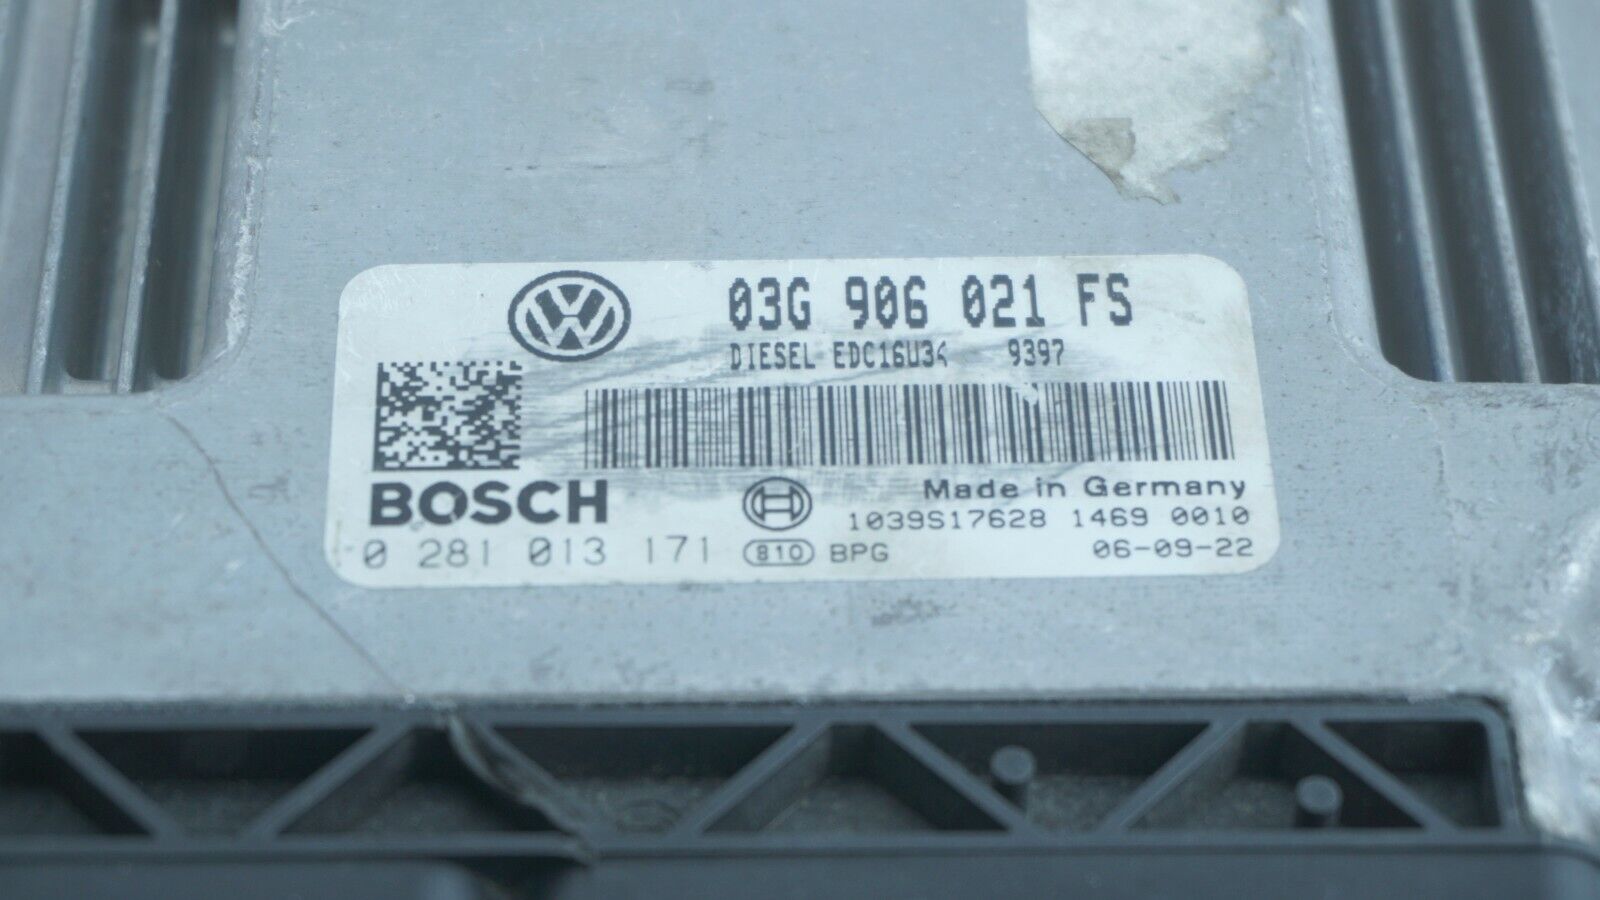 03G 906 021 FS
DIESEL EDC16U34 9397
BOSCH
Made in Germany
1039S17628 1469 0010
0 281 013 171
810 BPG
06-09-22